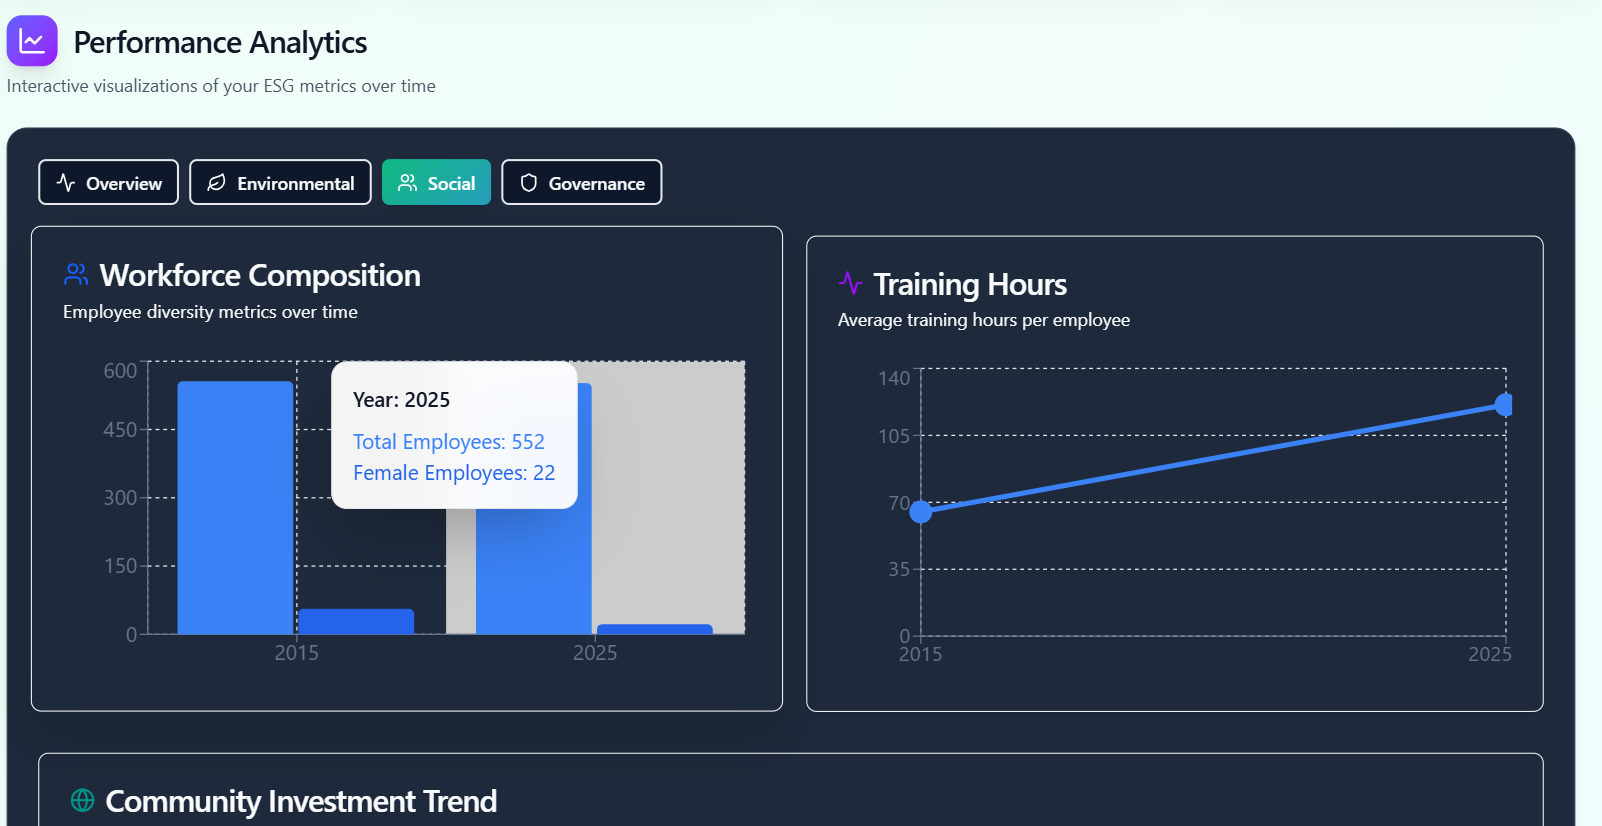 Performance Analytics
Interactive visualizations of your ESG metrics over time
Overview
Environmental
Social
Governance
Workforce Composition
Employee diversity metrics over time
600
450
300
150
0
2015
2025
Year: 2025
Total Employees: 552
Female Employees: 22
Training Hours
Average training hours per employee
140
105
70
35
0
2015
2025
Community Investment Trend